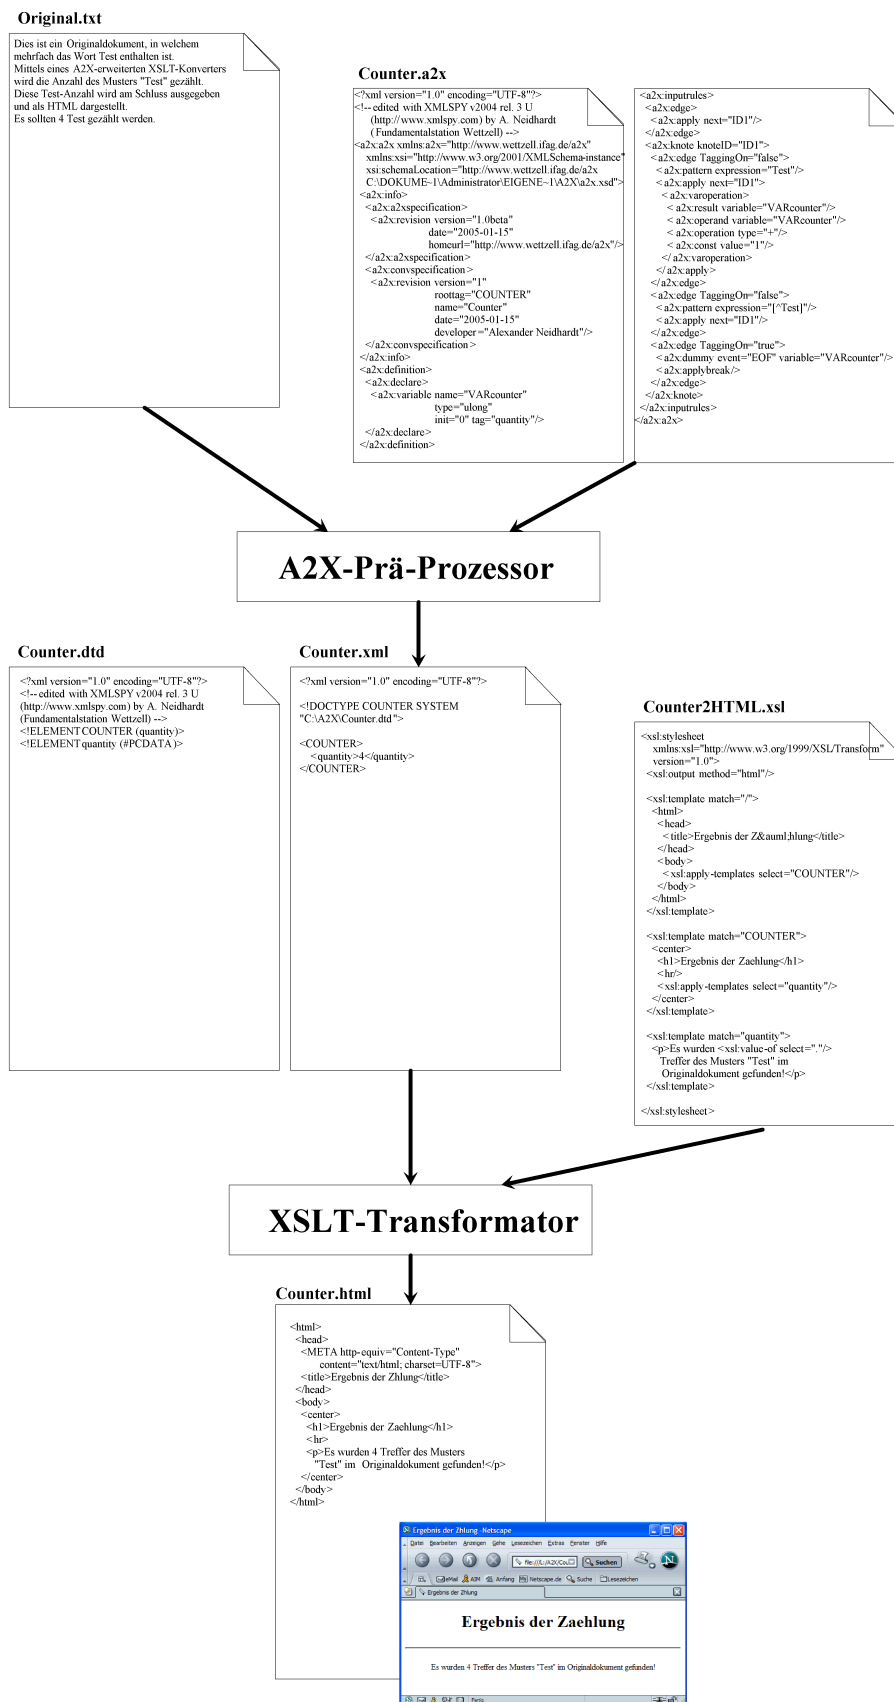 Original.txt
Dies ist ein Originaldokument, in welchem
mehrfach das Wort Test enthalten ist.
Mittels eines A2X-erweiterten XSLT-Konverters
wird die Anzahl des Musters "Test" gezählt.
Diese Test-Anzahl wird am Schluss ausgegeben
und als HTML dargestellt.
Es sollten 4 Test gezählt werden.
Counter.a2x
<?xml version="1.0" encoding="UTF-8"?>
<!-- edited with XMLSPY v2004 rel. 3 U
(http://www.xmlspy.com) by A. Neidhardt
(Fundamentalstation Wettzell) -->
<a2x:a2x xmlns:a2x="http://www.wettzell.ifag.de/a2x"
xmlns:xsi="http://www.w3.org/2001/XMLSchema-instance"
xsi:schemaLocation="http://www.wettzell.ifag.de/a2x
C:\DOKUME~1\Administrator\EIGENE~1\A2X\a2x.xsd">
<a2x:info>
<a2x:a2xspecification>
<a2x:revision version="1.0beta"
date="2005-01-15"
homeurl="http://www.wettzell.ifag.de/a2x"/>
</a2x:a2xspecification>
<a2x:convspecification>
<a2x:revision version="1"
roottag="COUNTER"
name="Counter"
date="2005-01-15"
developer="Alexander Neidhardt"/>
</a2x:convspecification>
</a2x:info>
<a2x:definition>
<a2x:declare>
<a2x:variable name="VARcounter"
type="ulong"
init="0" tag="quantity"/>
</a2x:declare>
</a2x:definition>
<a2x:inputrules>
<a2x:edge>
<a2x:apply next="ID1"/>
</a2x:edge>
<a2x:knote knoteID="ID1">
<a2x:edge TaggingOn="false">
<a2x:pattern expression="Test"/>
<a2x:apply next="ID1">
<a2x:varoperation>
< a2x:result variable="VARcounter"/>
< a2x:operand variable="VARcounter"/>
< a2x:operation type="+"/>
< a2x:const value="1"/>
</ a2x:varoperation>
</ a2x:apply>
</a2x:edge>
<a2x:edge TaggingOn="false">
<a2x:pattern expression="[^Test]"/>
<a2x:apply next="ID1"/>
</a2x:edge>
<a2x:edge TaggingOn="true">
<a2x:dummy event="EOF" variable="VARcounter"/>
<a2x:applybreak/>
</a2x:edge>
</a2x:knote>
</a2x:inputrules>
</a2x:a2x>
A2X-Prä-Prozessor
Counter.dtd
<?xml version="1.0" encoding="UTF-8"?>
<!-- edited with XMLSPY v2004 rel. 3 U
(http://www.xmlspy.com) by A. Neidhardt
(Fundamentalstation Wettzell) -->
<!ELEMENT COUNTER (quantity)>
<!ELEMENT quantity (#PCDATA)>
Counter.xml
<?xml version="1.0" encoding="UTF-8"?>
<!DOCTYPE COUNTER SYSTEM
"C:\A2X\Counter.dtd">
<COUNTER>
<quantity>4</quantity>
</COUNTER>
Counter2HTML.xsl
<xsl:stylesheet
xmlns:xsl="http://www.w3.org/1999/XSL/Transform"
version="1.0">
<xsl:output method="html"/>
<xsl:template match="/">
<html>
<head>
<title>Ergebnis der Z&auml;hlung</title>
</head>
<body>
<xsl:apply-templates select="COUNTER"/>
</body>
</html>
</xsl:template>
<xsl:template match="COUNTER">
<center>
<h1>Ergebnis der Zaehlung</h1>
<hr/>
<xsl:apply-templates select="quantity"/>
</center>
</xsl:template>
<xsl:template match="quantity">
<p>Es wurden <xsl:value-of select="."/>
Treffer des Musters "Test" im
Originaldokument gefunden!</p>
</xsl:template>
</xsl:stylesheet>
XSLT-Transformator
Counter.html
<html>
<head>
<META http-equiv="Content-Type"
content="text/html; charset=UTF-8">
<title>Ergebnis der Zhlung</title>
</head>
<body>
<center>
<h1>Ergebnis der Zaehlung</h1>
<hr>
<p>Es wurden 4 Treffer des Musters
"Test" im Originaldokument gefunden!</p>
</center>
</body>
</html>
Ergebnis der Zhlung - Netscape
Datei Bearbeiten Anzeigen Gehe Lesezeichen Extras Fenster Hilfe
file:///L:/A2X/Cou Suchen N
eMail AIM Anfang Netscape.de Suche Lesezeichen
Ergebnis der Zhlung
Ergebnis der Zaehlung
Es wurden 4 Treffer des Musters "Test" im Originaldokument gefunden!
Fertig